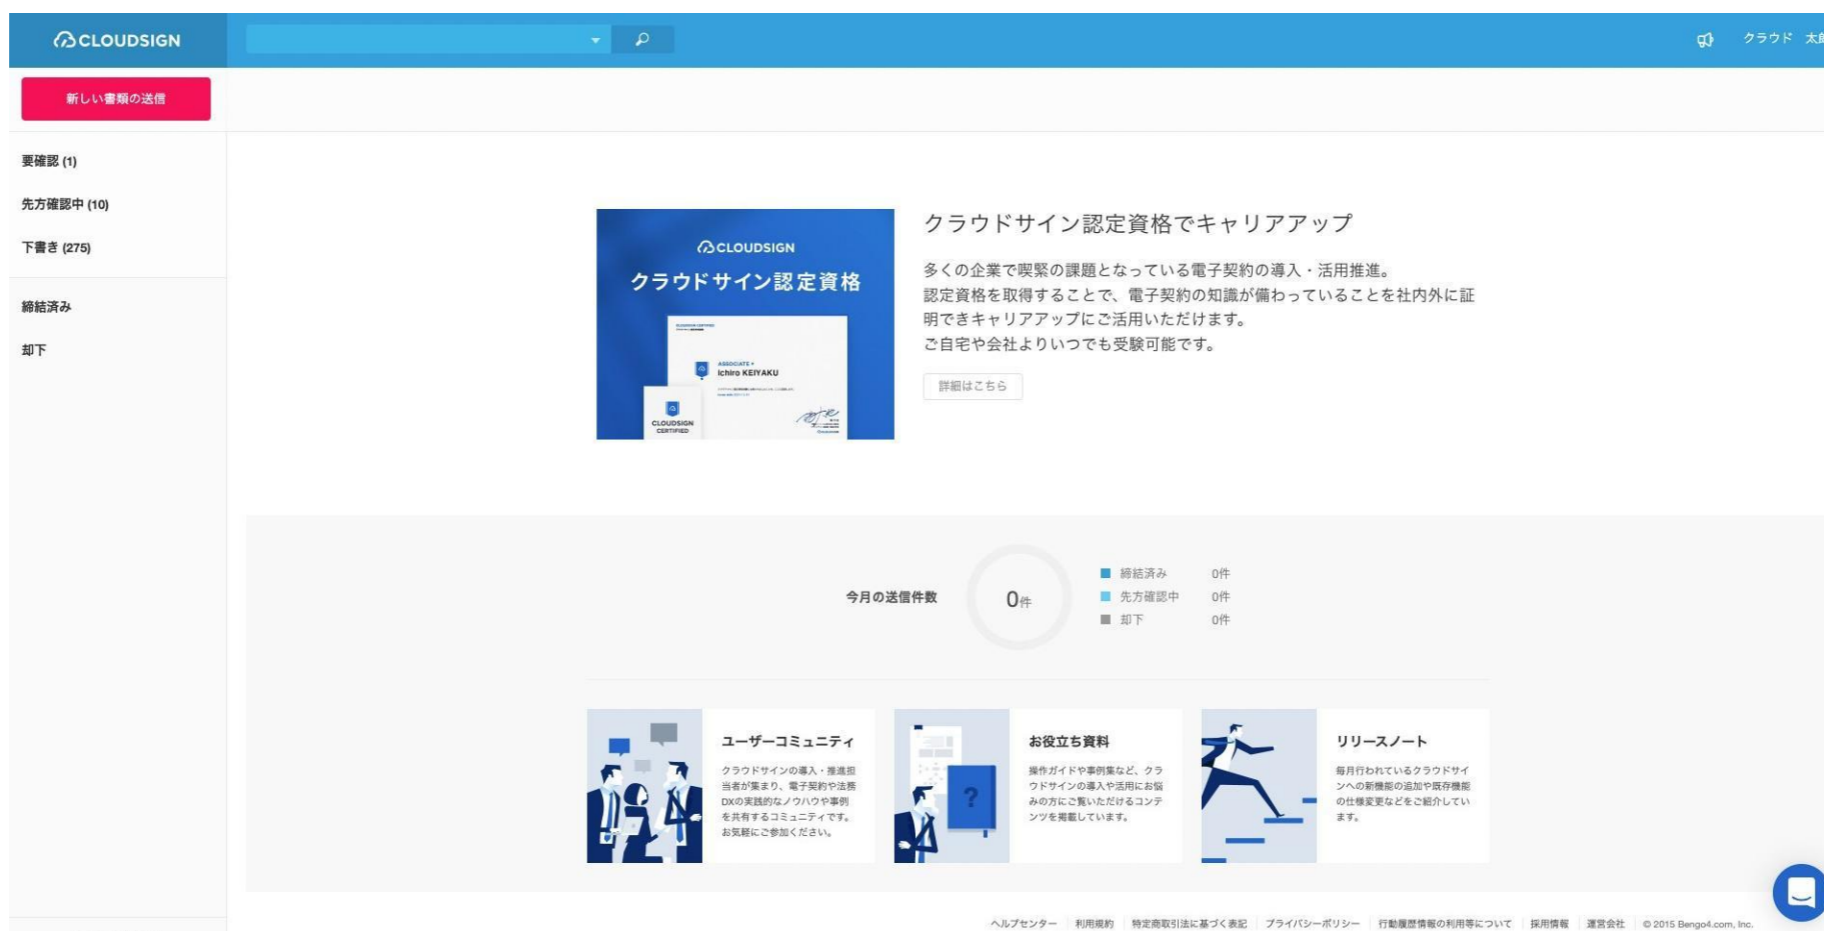 CLOUDSIGN
クラウド 太
新しい書類の送信
要確認 (1)
先方確認中 (10)
下書き (275)
締結済み
却下
CLOUDSIGN
クラウドサイン認定資格
ASSOCIATE +
Ichiro KEIYAKU
CLOUDSIGN
CERTIFIED
クラウドサイン認定資格でキャリアアップ
多くの企業で喫緊の課題となっている電子契約の導入・活用推進。
認定資格を取得することで、電子契約の知識が備わっていることを社内外に証
明できキャリアアップにご活用いただけます。
ご自宅や会社よりいつでも受験可能です。
詳細はこちら
今月の送信件数
0件
締結済み 0件
先方確認中 0件
却下 0件
ユーザーコミュニティ
クラウドサインの導入・推進担
当者が集まり、電子契約や法務
DXの実践的なノウハウや事例
を共有するコミュニティです。
お気軽にご参加ください。
お役立ち資料
操作ガイドや事例集など、クラ
ウドサインの導入や活用にお悩
みの方にご覧いただけるコンテ
ンツを掲載しています。
?
リリースノート
毎月行われているクラウドサイ
ンへの新機能の追加や既存機能
の仕様変更などをご紹介してい
ます。
ヘルプセンター 利用規約 特定商取引法に基づく表記 プライバシーポリシー 行動履歴情報の利用等について 採用情報 運営会社 © 2015 Bengo4.com, Inc.